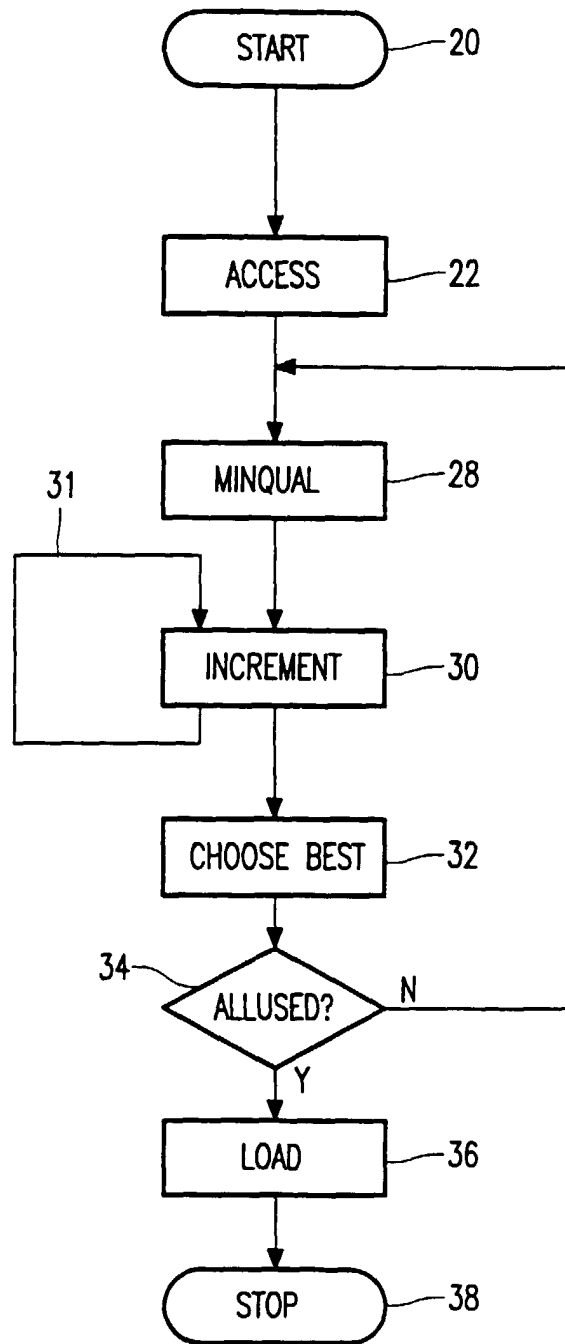 START 20
ACCESS 22
MINQUAL 28
31
INCREMENT 30
CHOOSE BEST 32
34
ALLUSED? N
Y
LOAD 36
STOP 38